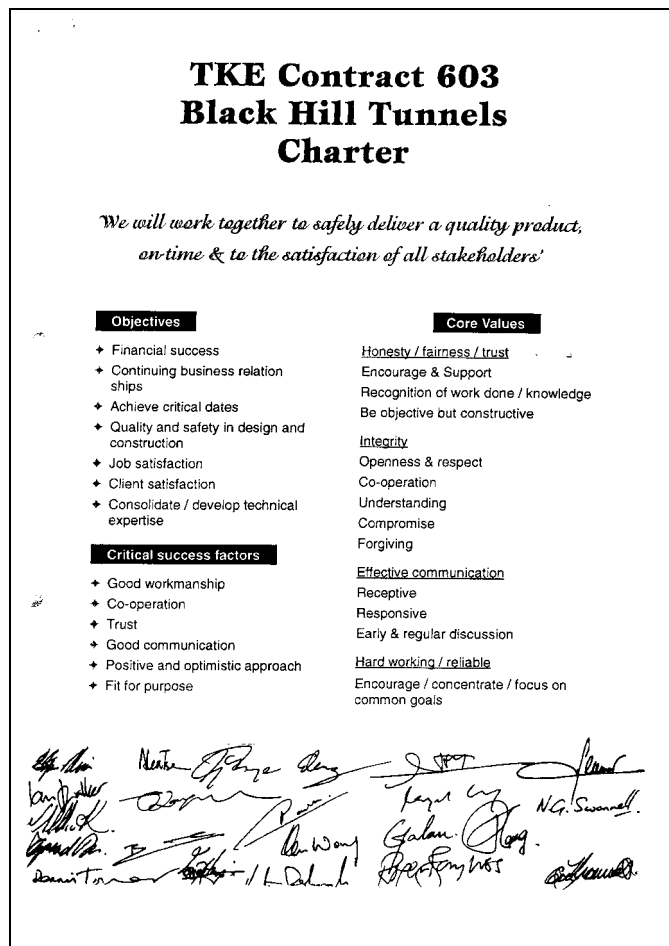 TKE Contract 603
Black Hill Tunnels
Charter
We will work together to safely deliver a quality product,
on-time & to the satisfaction of all stakeholders'
Objectives
✦ Financial success
✦ Continuing business relation
ships
✦ Achieve critical dates
✦ Quality and safety in design and
construction
✦ Job satisfaction
✦ Client satisfaction
✦ Consolidate / develop technical
expertise
Critical success factors
✦ Good workmanship
✦ Co-operation
✦ Trust
✦ Good communication
✦ Positive and optimistic approach
✦ Fit for purpose
Core Values
Honesty / fairness / trust
Encourage & Support
Recognition of work done / knowledge
Be objective but constructive
Integrity
Openness & respect
Co-operation
Understanding
Compromise
Forgiving
Effective communication
Receptive
Responsive
Early & regular discussion
Hard working / reliable
Encourage / concentrate / focus on
common goals
N.G. Swannell.
Dennis Turner